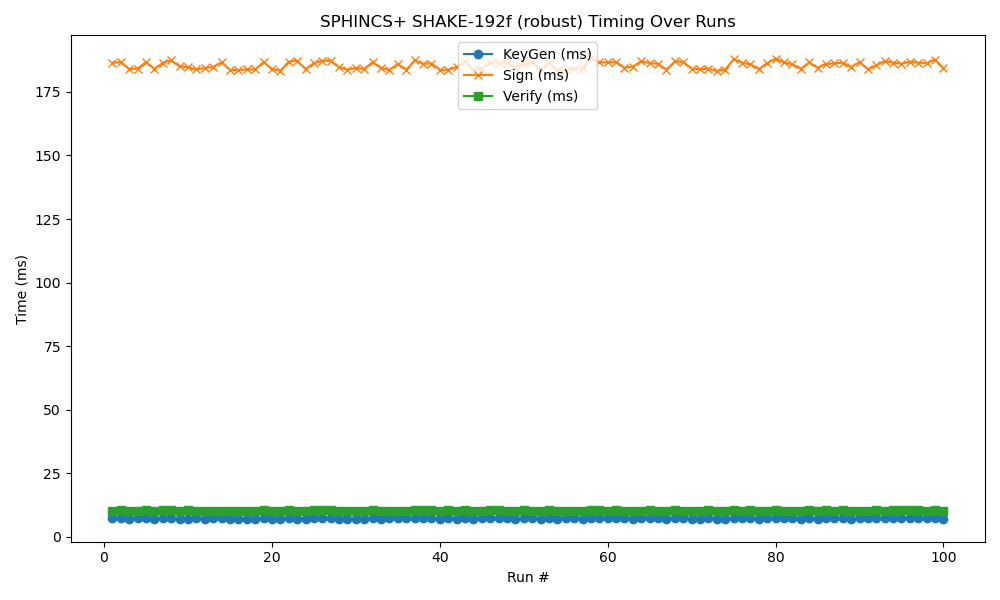 SPHINCS+ SHAKE-192f (robust) Timing Over Runs
KeyGen (ms)
Sign (ms)
Verify (ms)
Time (ms)
175
150
125
100
75
50
25
0
0 20 40 60 80 100
Run #